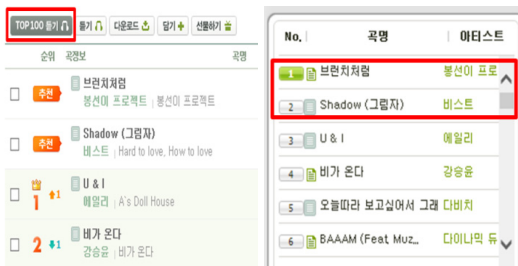 TOP100 듣기 듣기 다운로드 담기 선물하기
순위 곡정보 곡명
추천 브런치처럼
봉선이 프로젝트 | 봉선이 프로젝트
추천 Shadow (그림자)
비스트 | Hard to love, How to love
1 1 U & I
에일리 | A's Doll House
2 1 비가 온다
강승윤 | 비가 온다
No. | 곡명 | 아티스트
1 브런치처럼 봉선이 프로
2 Shadow (그림자) 비스트
3 U & I 에일리
4 비가 온다 강승윤
5 오늘따라 보고싶어서 그래 다비치
6 BAAAM (Feat Muz... 다이나믹 듀